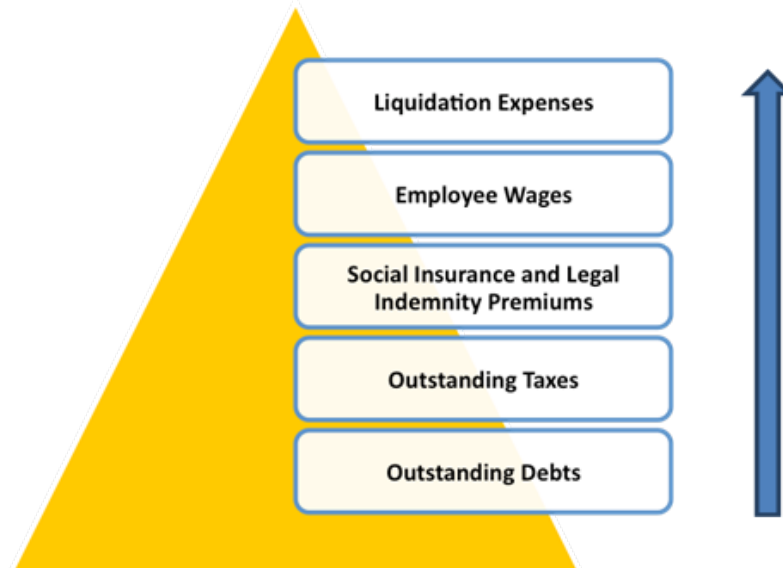 Liquidation Expenses
Employee Wages
Social Insurance and Legal
Indemnity Premiums
Outstanding Taxes
Outstanding Debts